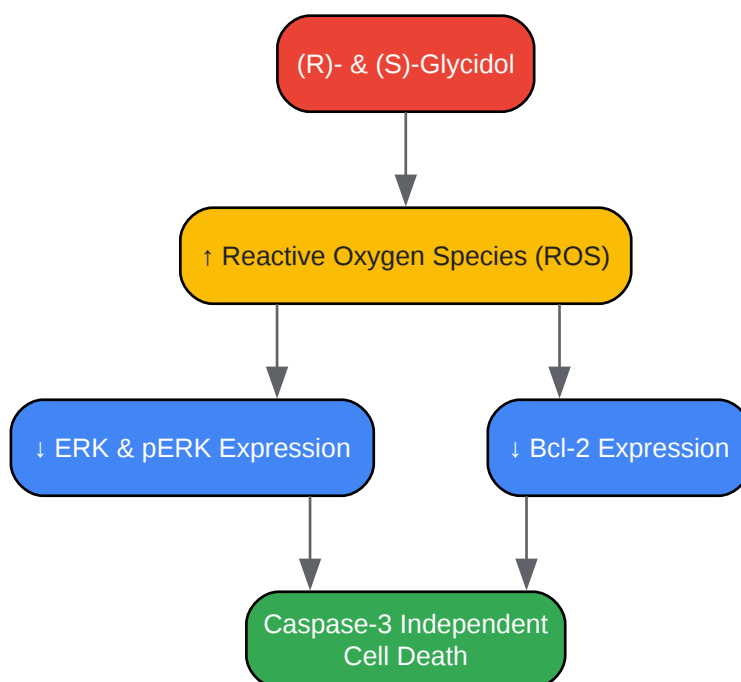 (R)- & (S)-Glycidol
↑ Reactive Oxygen Species (ROS)
↓ ERK & pERK Expression
↓ Bcl-2 Expression
Caspase-3 Independent
Cell Death